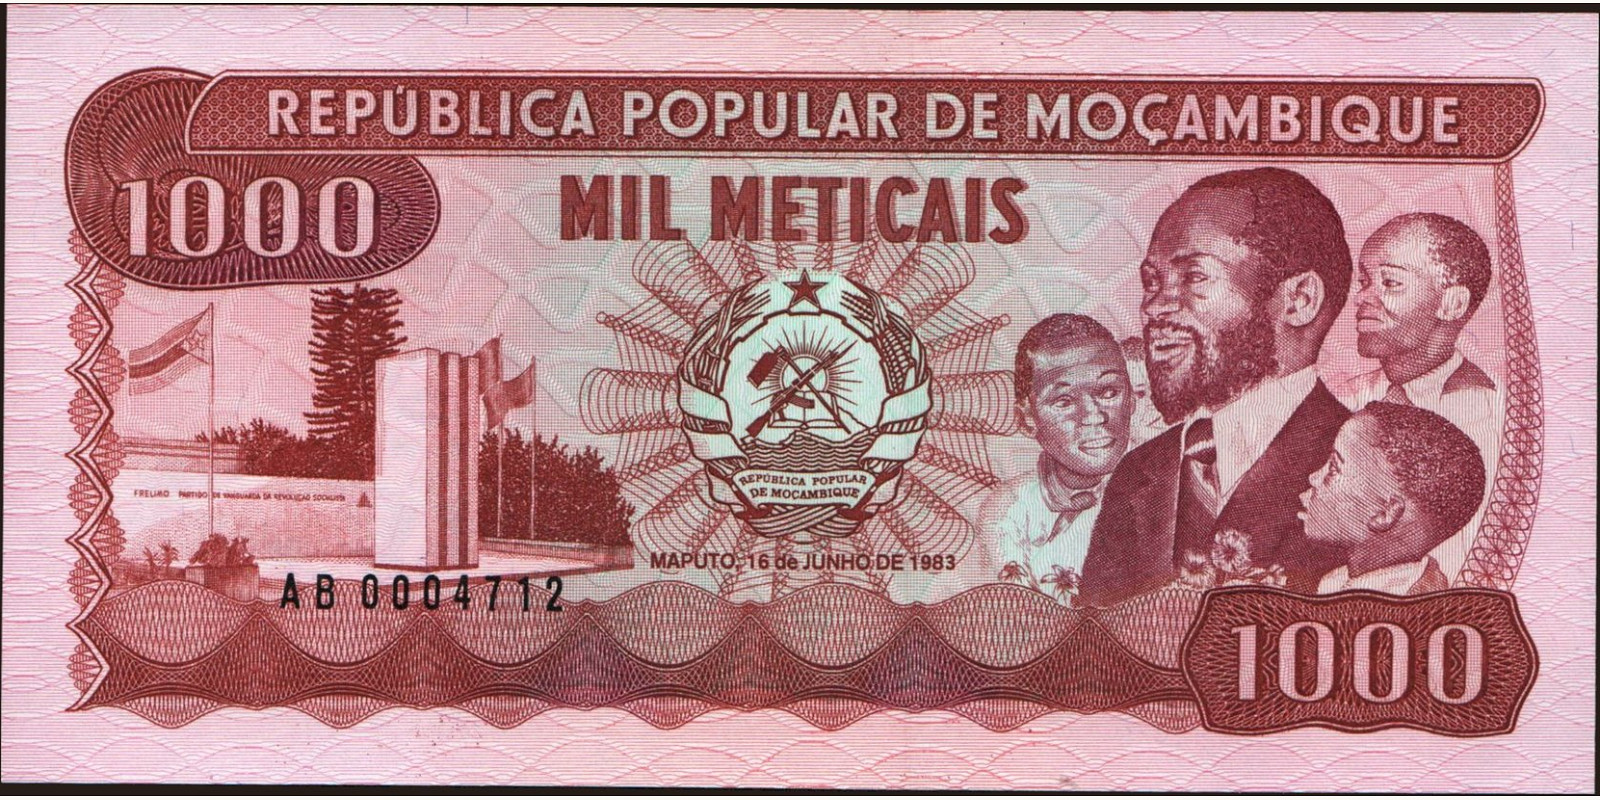 REPÚBLICA POPULAR DE MOÇAMBIQUE
1000
MIL METICAIS
FRELIMO PARTIDO DE VANGUARDA DA REVOLUÇÃO SOCIALISTA
REPÚBLICA POPULAR
DE MOÇAMBIQUE
MAPUTO, 16 de JUNHO DE 1983
AB 0004712
1000